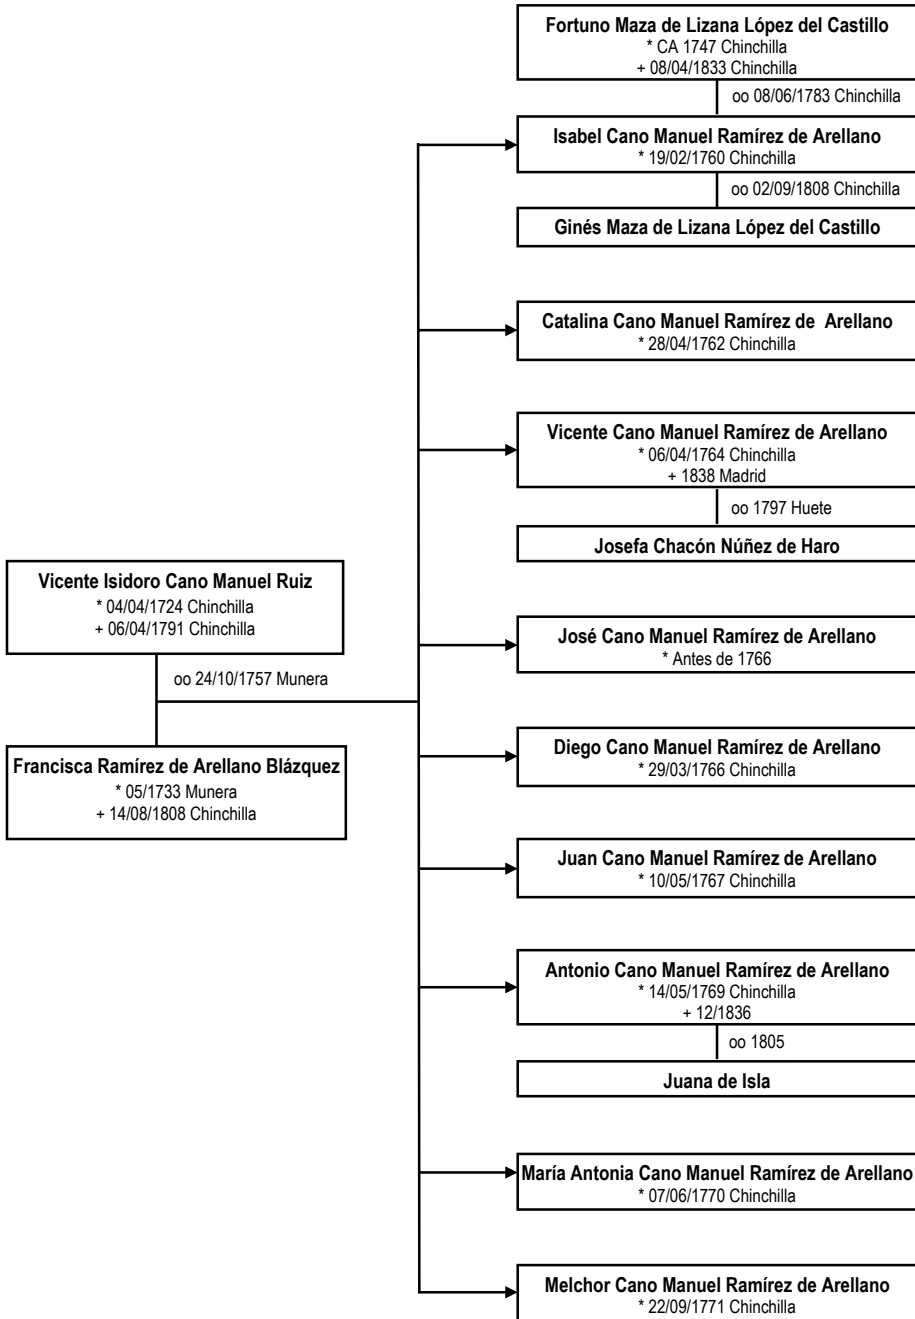 Fortuno Maza de Lizana López del Castillo
* CA 1747 Chinchilla
+ 08/04/1833 Chinchilla
oo 08/06/1783 Chinchilla
Isabel Cano Manuel Ramírez de Arellano
* 19/02/1760 Chinchilla
oo 02/09/1808 Chinchilla
Ginés Maza de Lizana López del Castillo
Catalina Cano Manuel Ramírez de Arellano
* 28/04/1762 Chinchilla
Vicente Cano Manuel Ramírez de Arellano
* 06/04/1764 Chinchilla
+ 1838 Madrid
oo 1797 Huete
Josefa Chacón Núñez de Haro
Vicente Isidoro Cano Manuel Ruiz
* 04/04/1724 Chinchilla
+ 06/04/1791 Chinchilla
oo 24/10/1757 Munera
Francisca Ramírez de Arellano Blázquez
* 05/1733 Munera
+ 14/08/1808 Chinchilla
José Cano Manuel Ramírez de Arellano
* Antes de 1766
Diego Cano Manuel Ramírez de Arellano
* 29/03/1766 Chinchilla
Juan Cano Manuel Ramírez de Arellano
* 10/05/1767 Chinchilla
Antonio Cano Manuel Ramírez de Arellano
* 14/05/1769 Chinchilla
+ 12/1836
oo 1805
Juana de Isla
María Antonia Cano Manuel Ramírez de Arellano
* 07/06/1770 Chinchilla
Melchor Cano Manuel Ramírez de Arellano
* 22/09/1771 Chinchilla